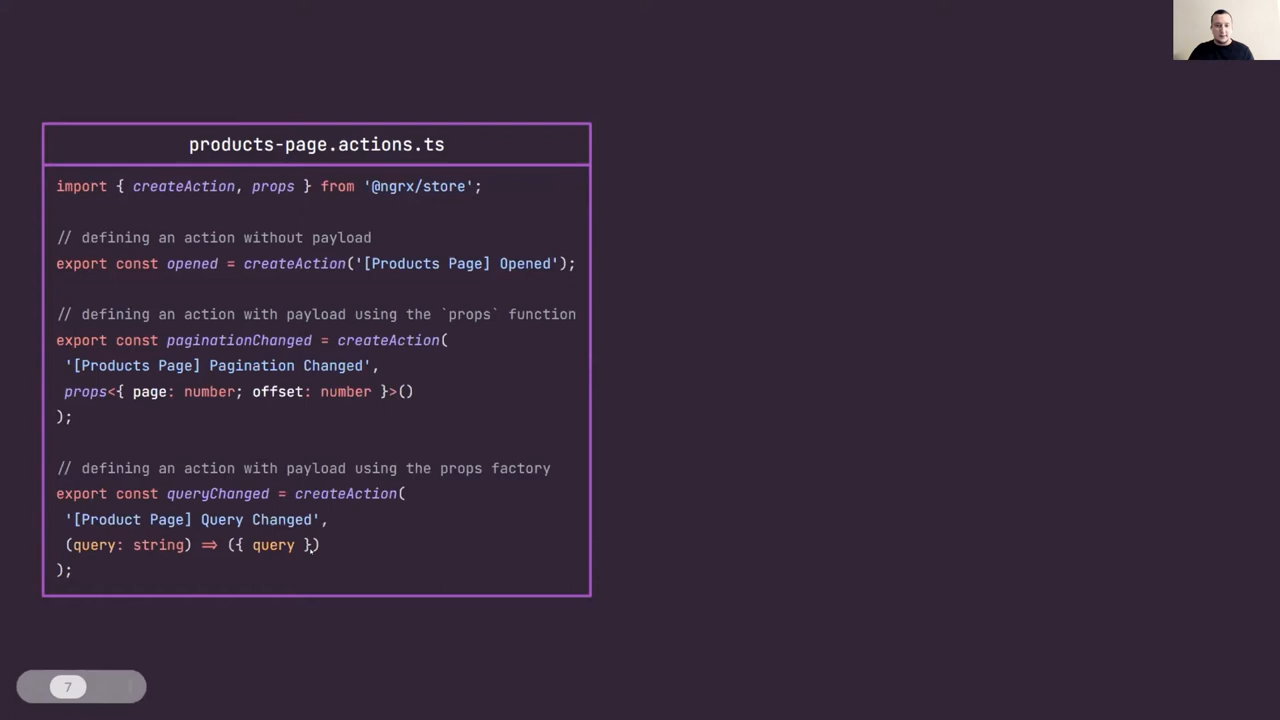 products-page.actions.ts
import { createAction, props } from '@ngrx/store';
// defining an action without payload
export const opened = createAction('[Products Page] Opened');
// defining an action with payload using the `props` function
export const paginationChanged = createAction(
'[Products Page] Pagination Changed',
props<{ page: number; offset: number }>()
);
// defining an action with payload using the props factory
export const queryChanged = createAction(
'[Product Page] Query Changed',
(query: string) => ({ query })
);
7